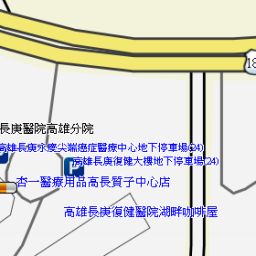 18
長庚醫院高雄分院
高雄長庚永慶尖端癌症醫療中心地下停車場(24)
高雄長庚復健大樓地下停車場(24)
杏一醫療用品高長質子中心店
高雄長庚復健醫院湖畔咖啡屋